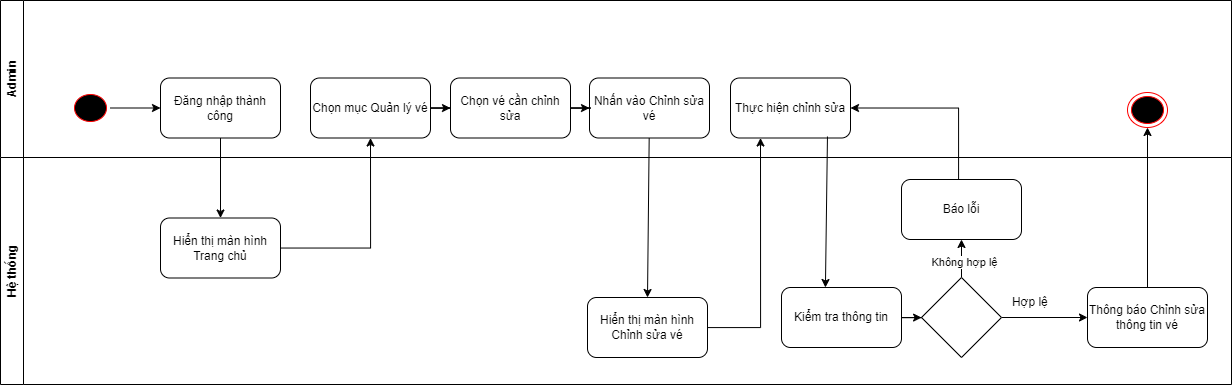 Admin
Đăng nhập thành
công
Chọn mục Quản lý vé
Chọn vé cần chỉnh
sửa
Nhấn vào Chỉnh sửa
vé
Thực hiện chỉnh sửa
Hệ thống
Hiển thị màn hình
Trang chủ
Hiển thị màn hình
Chỉnh sửa vé
Kiểm tra thông tin
Báo lỗi
Không hợp lệ
Hợp lệ
Thông báo Chỉnh sửa
thông tin vé